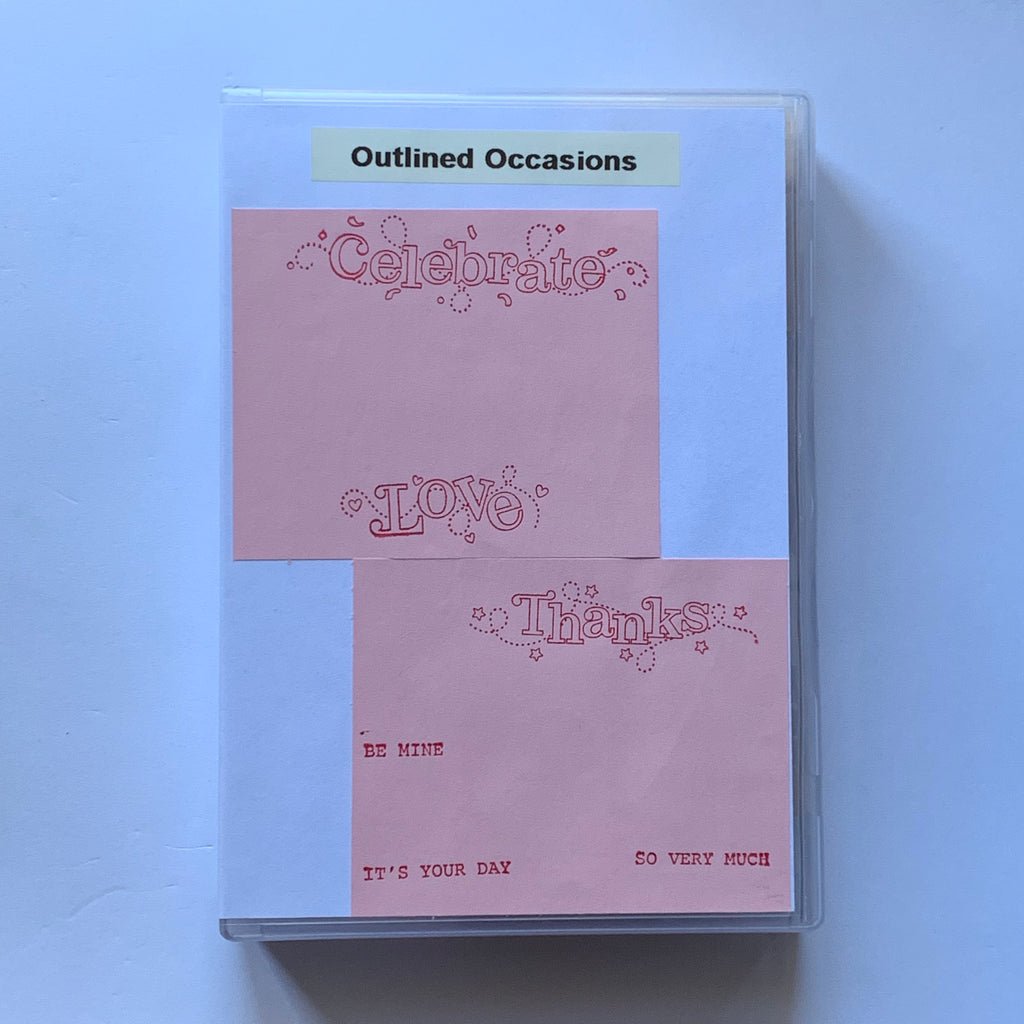 Outlined Occasions
Celebrate
Love
Thanks
BE MINE
IT'S YOUR DAY
SO VERY MUCH